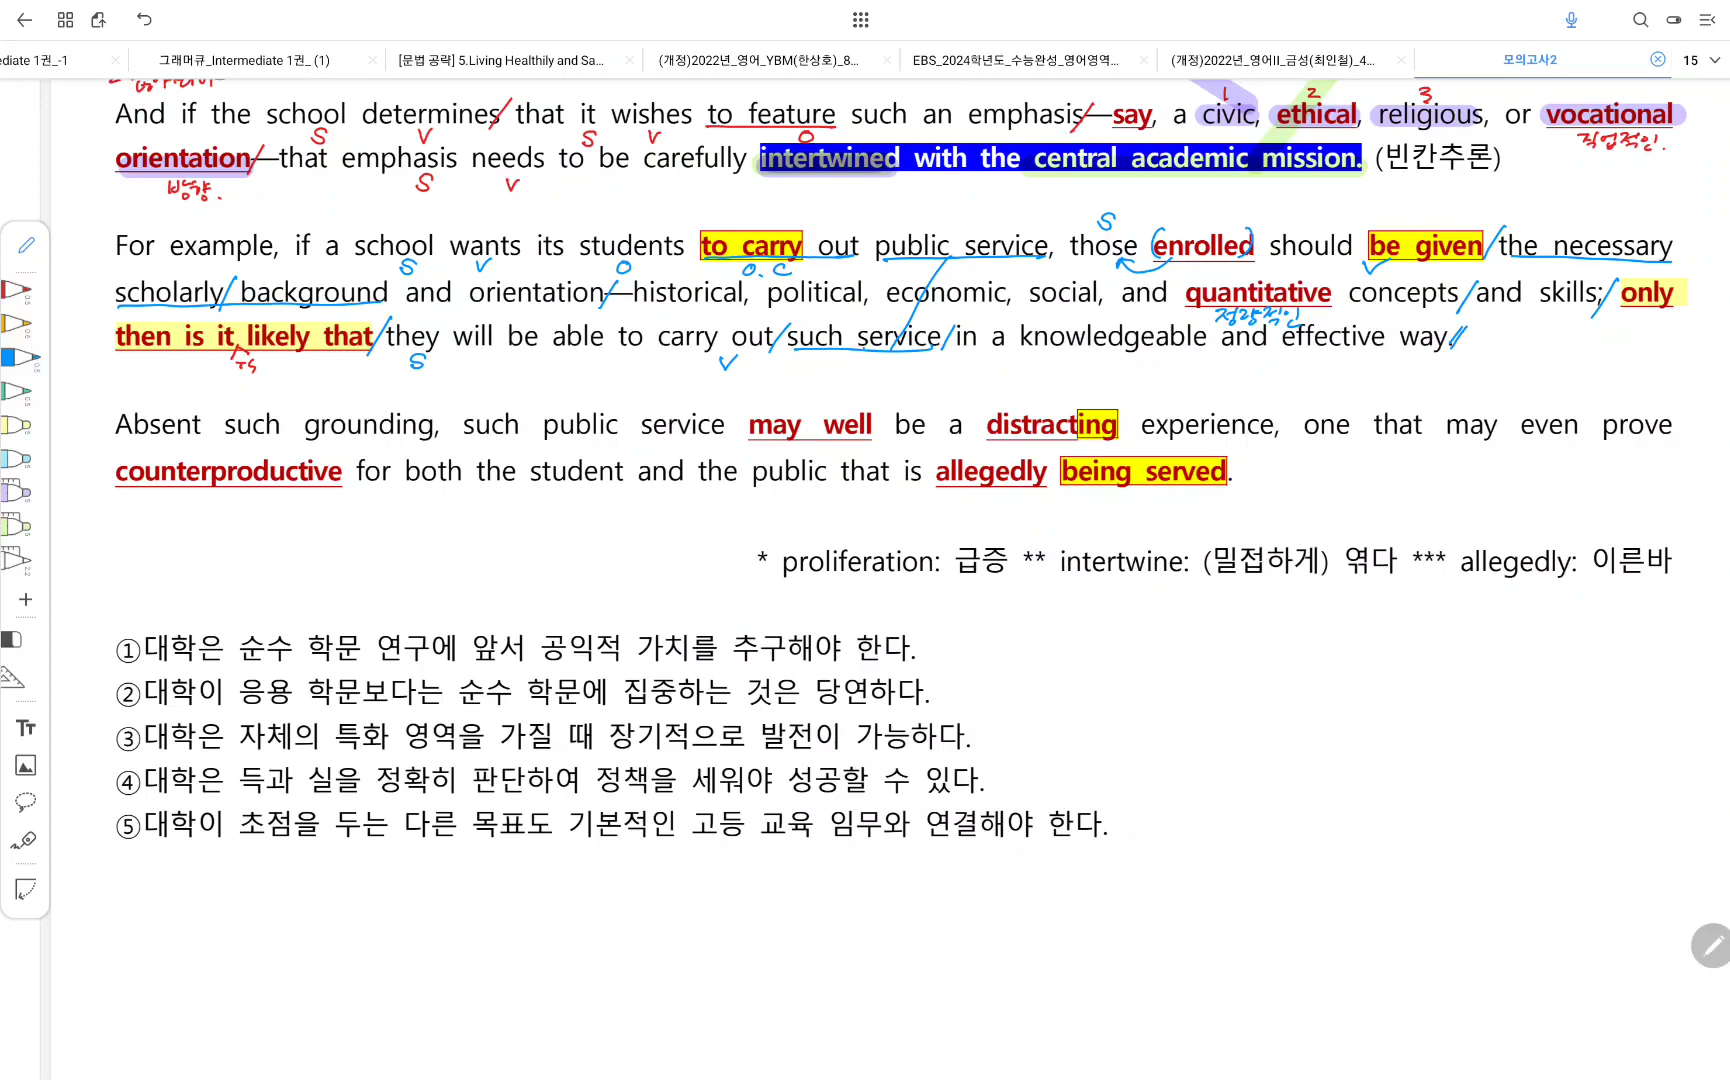 ediate 1권_-1
그래머큐_Intermediate 1권_ (1)
[문법 공략] 5.Living Healthily and Sa...
(개정)2022년_영어_YBM(한상호)_8...
EBS_2024학년도_수능완성_영어영역...
(개정)2022년_영어II_금성(최인철)_4...
모의고사2
15
1 2 3
And if the school determines that it wishes to feature such an emphasis—say, a civic, ethical, religious, or vocational
S V S V O 직업적인.
orientation—that emphasis needs to be carefully intertwined with the central academic mission. (빈칸추론)
방향. S V
S
For example, if a school wants its students to carry out public service, those enrolled should be given the necessary
S V O O.C
scholarly background and orientation—historical, political, economic, social, and quantitative concepts and skills; only
정량적인
then is it likely that they will be able to carry out such service in a knowledgeable and effective way.
S V
Absent such grounding, such public service may well be a distracting experience, one that may even prove
counterproductive for both the student and the public that is allegedly being served.
* proliferation: 급증 ** intertwine: (밀접하게) 엮다 *** allegedly: 이른바
①대학은 순수 학문 연구에 앞서 공익적 가치를 추구해야 한다.
②대학이 응용 학문보다는 순수 학문에 집중하는 것은 당연하다.
③대학은 자체의 특화 영역을 가질 때 장기적으로 발전이 가능하다.
④대학은 득과 실을 정확히 판단하여 정책을 세워야 성공할 수 있다.
⑤대학이 초점을 두는 다른 목표도 기본적인 고등 교육 임무와 연결해야 한다.